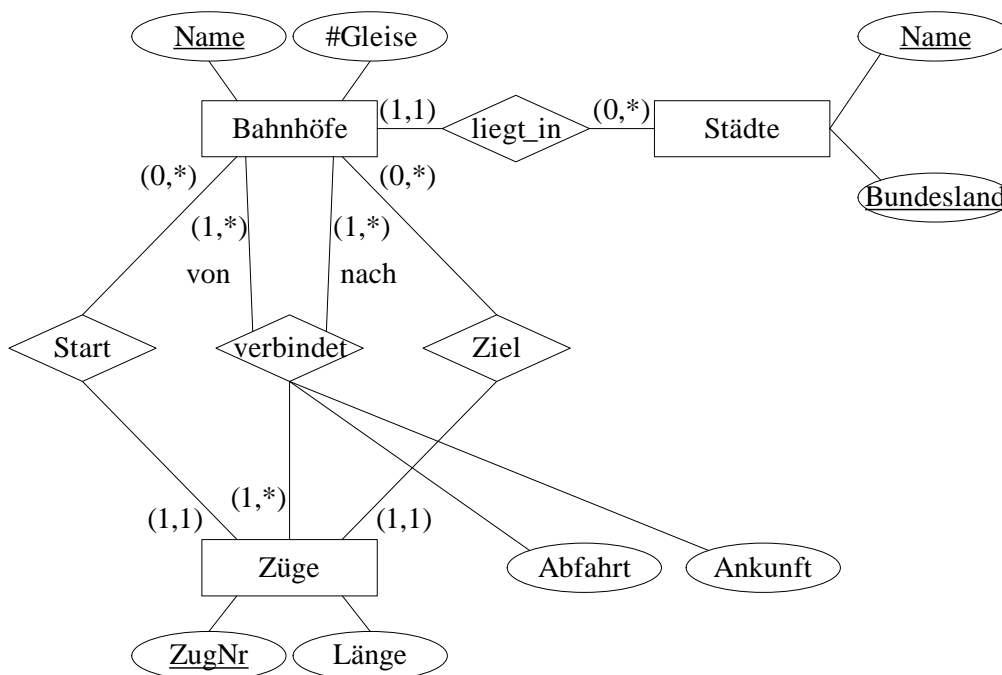 Name
#Gleise
Name
(1,1)
(0,*)
Bahnhöfe
liegt_in
Städte
(0,*)
(0,*)
Bundesland
(1,*)
(1,*)
von
nach
Start
verbindet
Ziel
(1,*)
(1,1)
(1,1)
Züge
Abfahrt
Ankunft
ZugNr
Länge